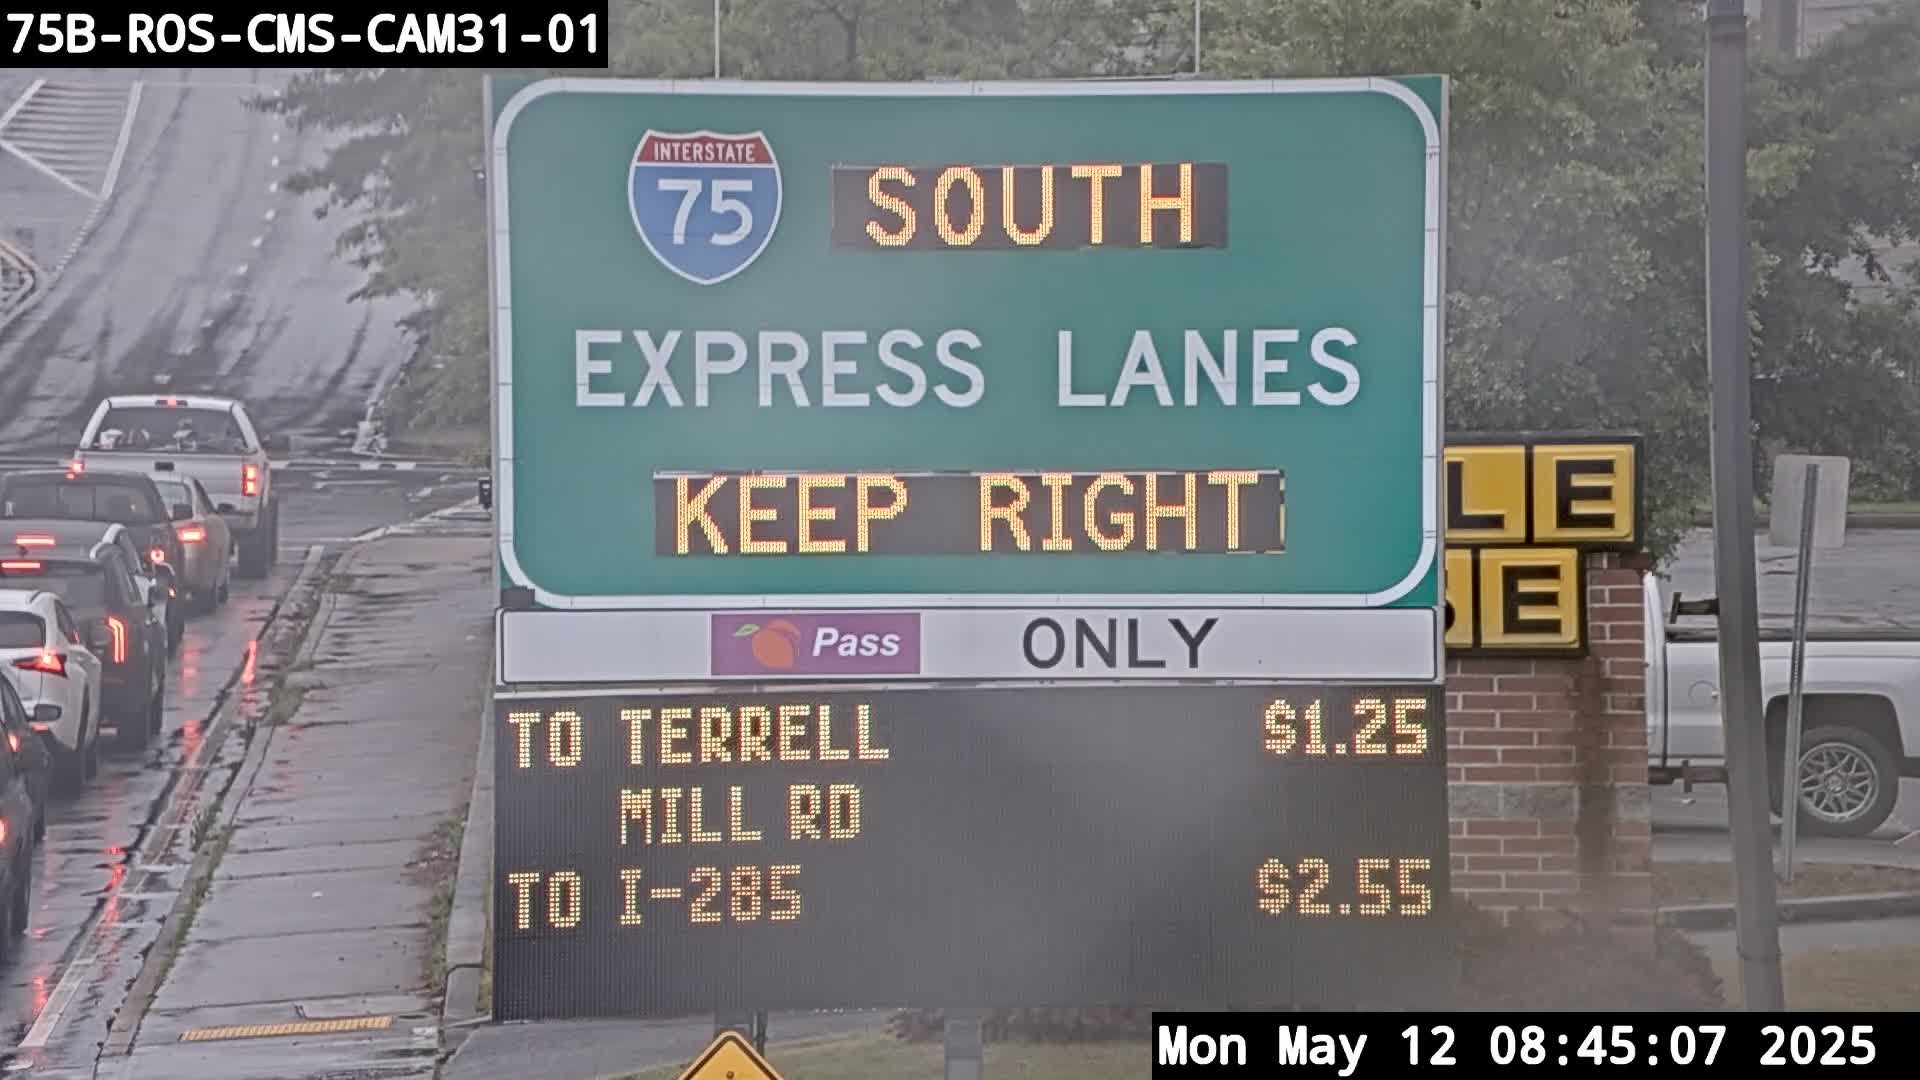 75B-ROS-CMS-CAM31-01
INTERSTATE
75
SOUTH
EXPRESS LANES
KEEP RIGHT
Pass ONLY
TO TERRELL $1.25
MILL RD
TO I-285 $2.55
LE
E
Mon May 12 08:45:07 2025